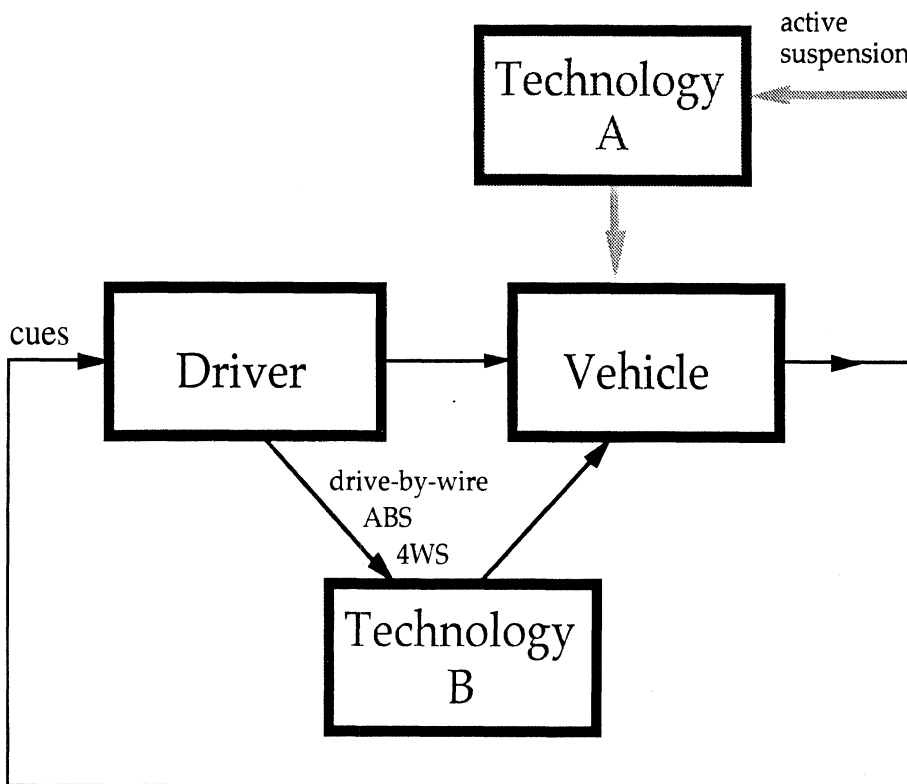 active
suspension
Technology
A
cues
Driver
Vehicle
drive-by-wire
ABS
4WS
Technology
B